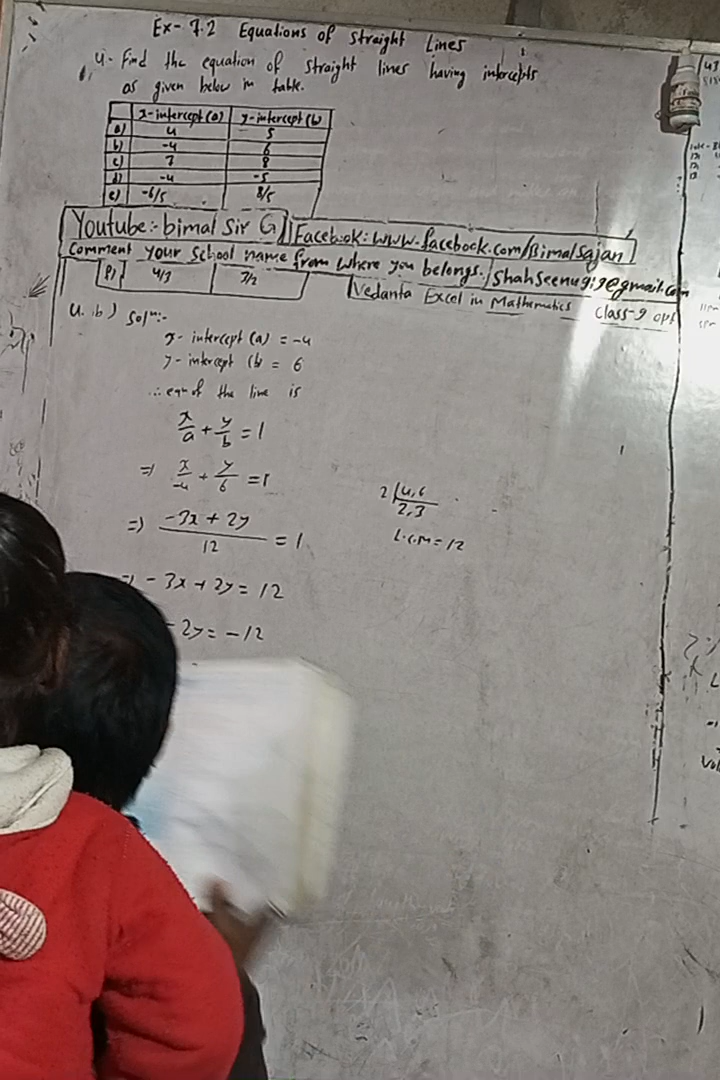 Ex- 7.2 Equations of Straight Lines
4. Find the equation of straight lines having intercepts
as given below in table.
x-intercept (a) y-intercept (b)
a) 4 5
b) -4 6
c) 7 8
d) -4 -5
e) -6/5 8/5
Youtube:- bimal Sir G
Facebook: www.facebook.com/Bimalsajan
Comment your School name from where you belongs.
Shahseenu919@gmail.com
4/3 7/2
Vedanta Excel in Mathematics Class-9 opt
4. b) Soln:-
x- intercept (a) = -4
y- intercept (b = 6
∴ eqn of the line is
x/a + y/b = 1
=) x/-4 + y/6 = 1
2 | 4, 6
2, 3
L.C.M = 12
=) -3x + 2y / 12 = 1
- 3x + 2y = 12
- 2y = -12